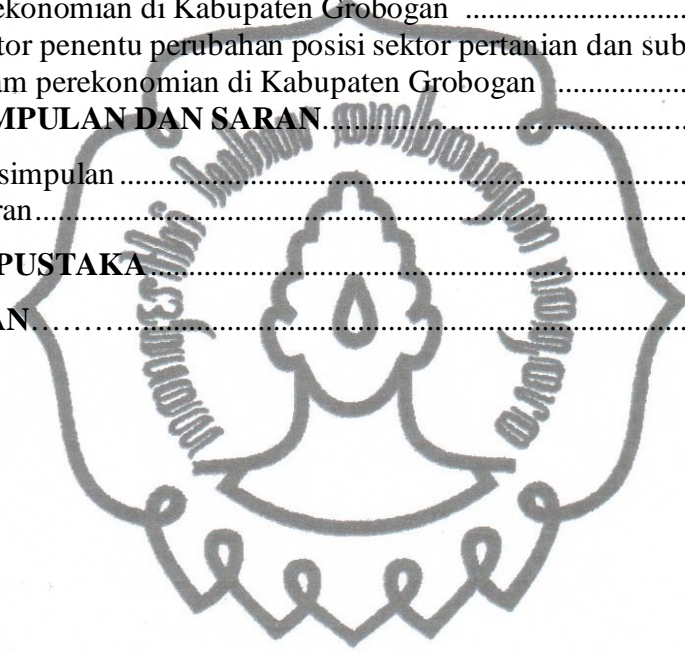 ekonomian di Kabupaten Grobogan ........................................
tor penentu perubahan posisi sektor pertanian dan sub
am perekonomian di Kabupaten Grobogan ........................
MPULAN DAN SARAN........................................................
simpulan ........................................................................................
ran....................................................................................................
PUSTAKA......................................................................................
AN……….......................................................................................